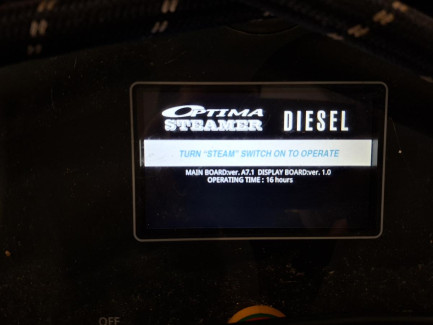 OPTIMA
STEAMER DIESEL
TURN "STEAM" SWITCH ON TO OPERATE
MAIN BOARD:ver. A7.1 DISPLAY BOARD:ver. 1.0
OPERATING TIME : 16 hours
OFF